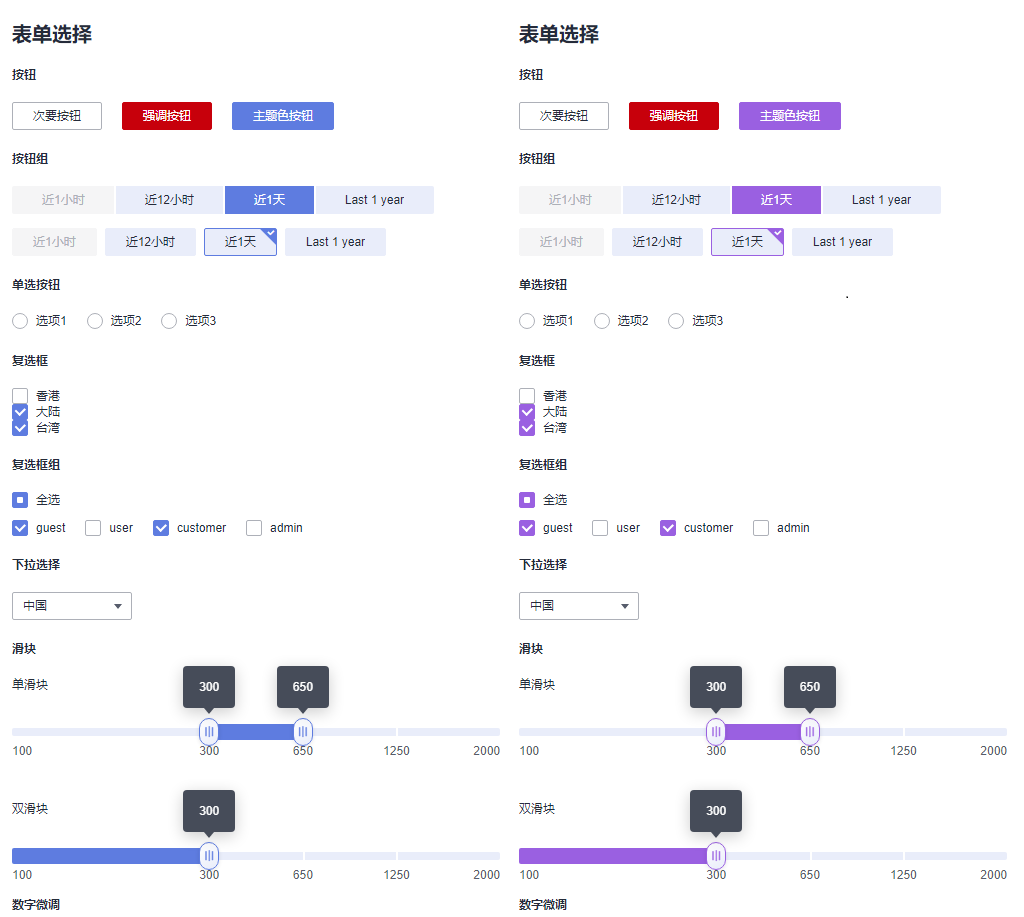 表单选择
按钮
次要按钮 强调按钮 主题色按钮
按钮组
近1小时 近12小时 近1天 Last 1 year
近1小时 近12小时 近1天 Last 1 year
单选按钮
选项1 选项2 选项3
复选框
香港
大陆
台湾
复选框组
全选
guest user customer admin
下拉选择
中国
滑块
单滑块
300 650
100 300 650 1250 2000
双滑块
300
100 300 650 1250 2000
数字微调
表单选择
按钮
次要按钮 强调按钮 主题色按钮
按钮组
近1小时 近12小时 近1天 Last 1 year
近1小时 近12小时 近1天 Last 1 year
单选按钮
选项1 选项2 选项3
复选框
香港
大陆
台湾
复选框组
全选
guest user customer admin
下拉选择
中国
滑块
单滑块
300 650
100 300 650 1250 2000
双滑块
300
100 300 650 1250 2000
数字微调